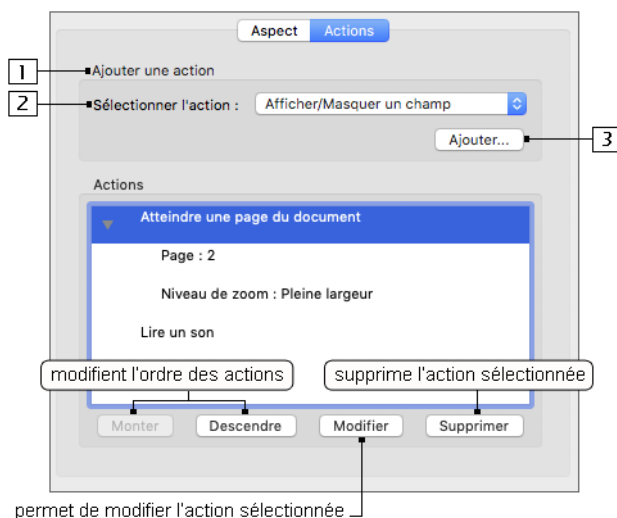 Aspect Actions
1 Ajouter une action
2 Sélectionner l'action : Afficher/Masquer un champ
Ajouter... 3
Actions
Atteindre une page du document
Page : 2
Niveau de zoom : Pleine largeur
Lire un son
modifient l'ordre des actions supprime l'action sélectionnée
Monter Descendre Modifier Supprimer
permet de modifier l'action sélectionnée